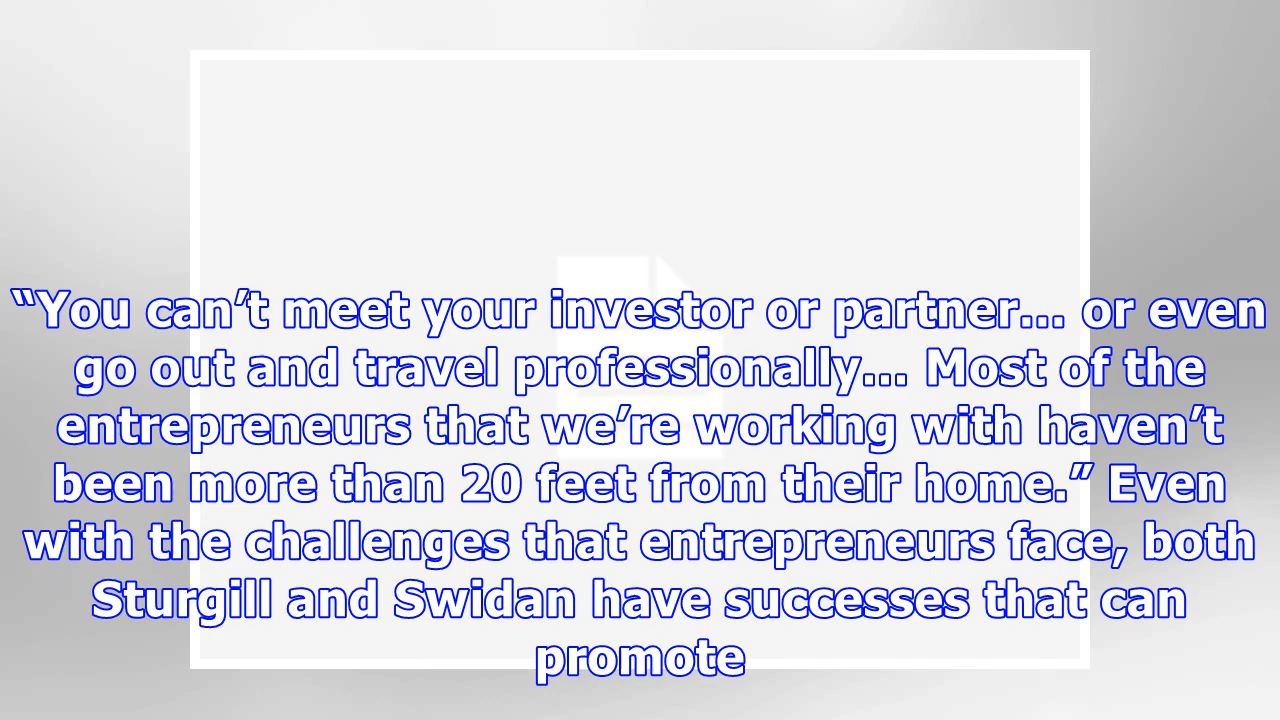 “You can’t meet your investor or partner... or even
go out and travel professionally... Most of the
entrepreneurs that we’re working with haven’t
been more than 20 feet from their home.” Even
with the challenges that entrepreneurs face, both
Sturgill and Swidan have successes that can
promote